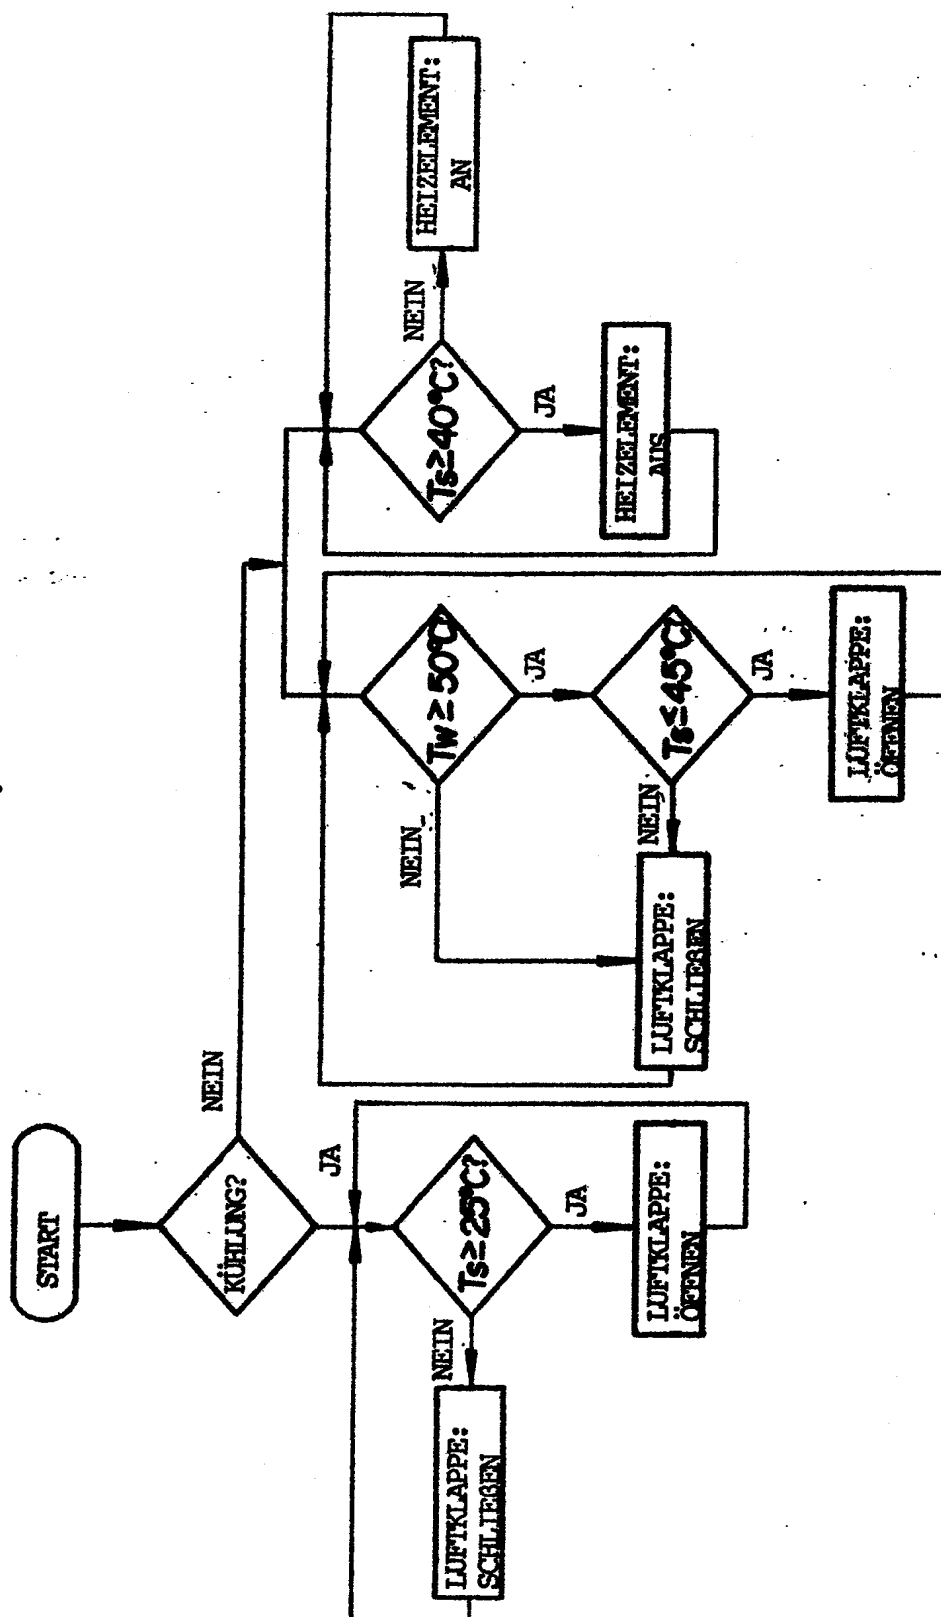 START
KÜHLUNG?
NEIN
JA
Ts≥25°C?
NEIN
JA
LUFTKLAPPE:
SCHLIEßEN
LUFTKLAPPE:
ÖFFNEN
Tw≥50°C?
NEIN
JA
Ts≤45°C?
NEIN
JA
LUFTKLAPPE:
SCHLIEßEN
LUFTKLAPPE:
ÖFFNEN
Ts≥40°C?
NEIN
JA
HEIZELEMENT:
AN
HEIZELEMENT:
AUS